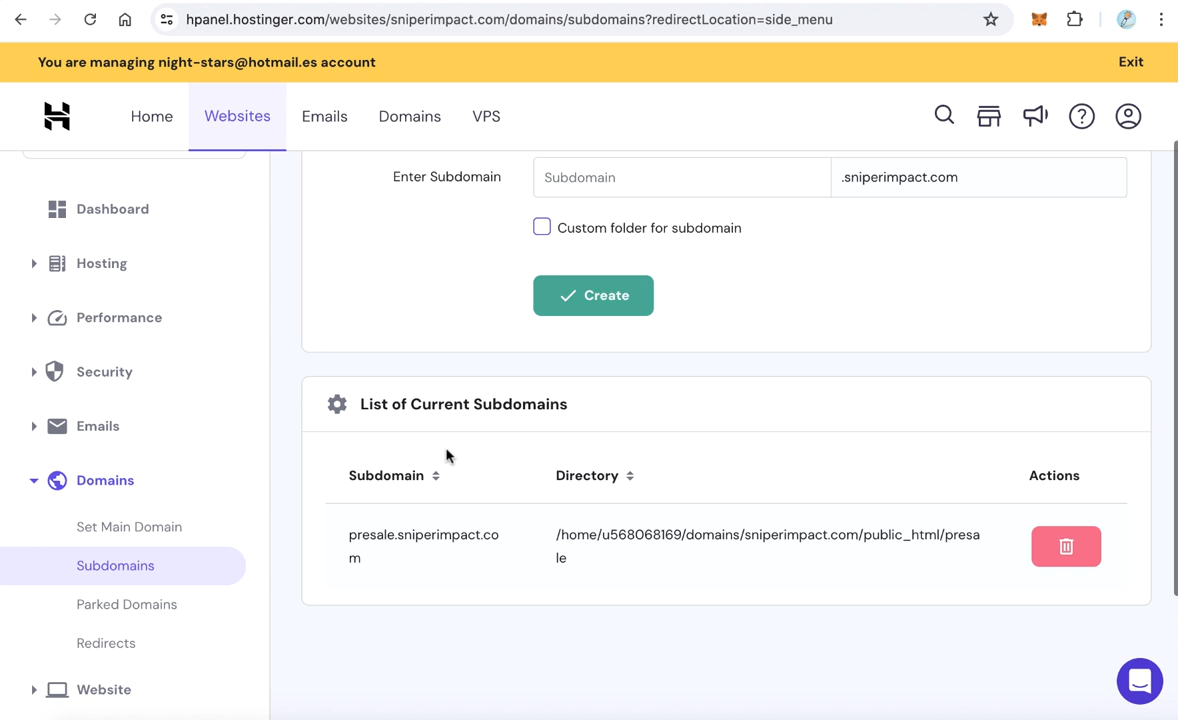 hpanel.hostinger.com/websites/sniperimpact.com/domains/subdomains?redirectLocation=side_menu
You are managing night-stars@hotmail.es account
Exit
Home
Websites
Emails
Domains
VPS
Enter Subdomain
Subdomain
.sniperimpact.com
Custom folder for subdomain
Create
Dashboard
Hosting
Performance
Security
Emails
Domains
Set Main Domain
Subdomains
Parked Domains
Redirects
Website
List of Current Subdomains
Subdomain
Directory
Actions
presale.sniperimpact.co
m
/home/u568068169/domains/sniperimpact.com/public_html/presa
le